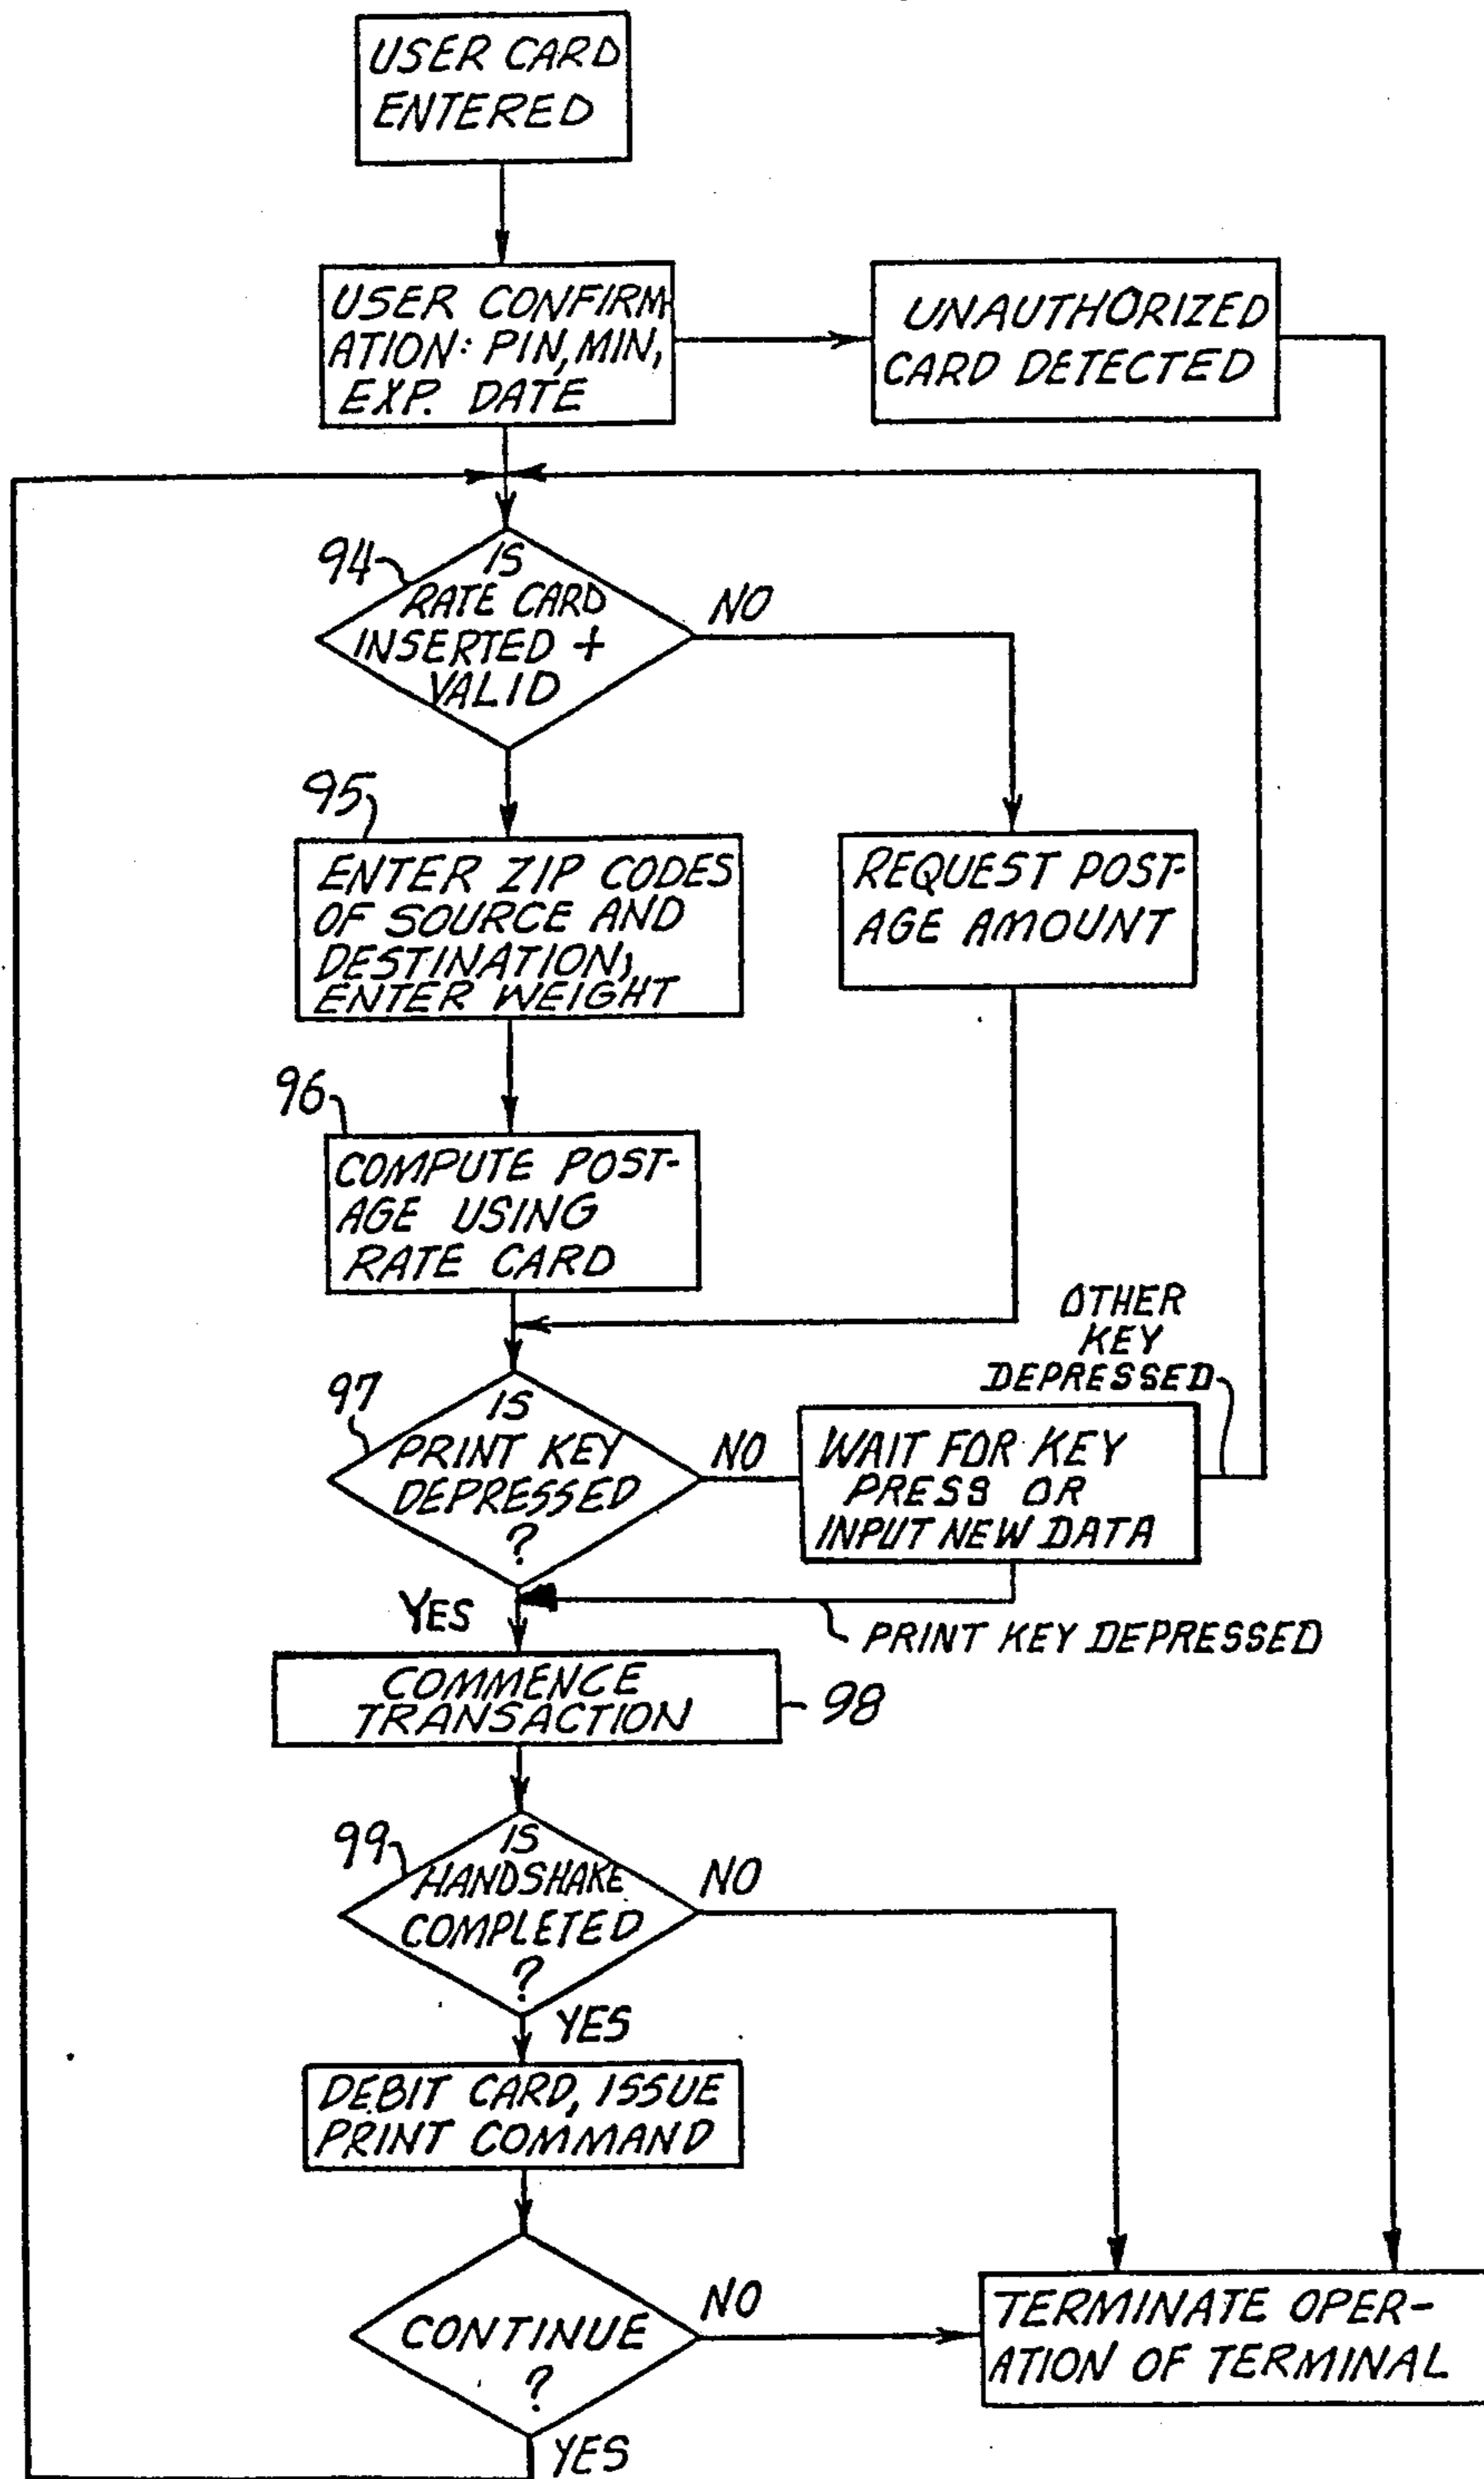 USER CARD
ENTERED
USER CONFIRM-
ATION: PIN, MIN,
EXP. DATE
UNAUTHORIZED
CARD DETECTED
94
IS
RATE CARD
INSERTED +
VALID
NO
95
ENTER ZIP CODES
OF SOURCE AND
DESTINATION,
ENTER WEIGHT
REQUEST POST-
AGE AMOUNT
96
COMPUTE POST-
AGE USING
RATE CARD
OTHER
KEY
DEPRESSED
97
IS
PRINT KEY
DEPRESSED
?
NO
WAIT FOR KEY
PRESS OR
INPUT NEW DATA
YES
PRINT KEY DEPRESSED
COMMENCE
TRANSACTION
98
99
IS
HANDSHAKE
COMPLETED
?
NO
YES
DEBIT CARD, ISSUE
PRINT COMMAND
CONTINUE
?
NO
TERMINATE OPER-
ATION OF TERMINAL
YES